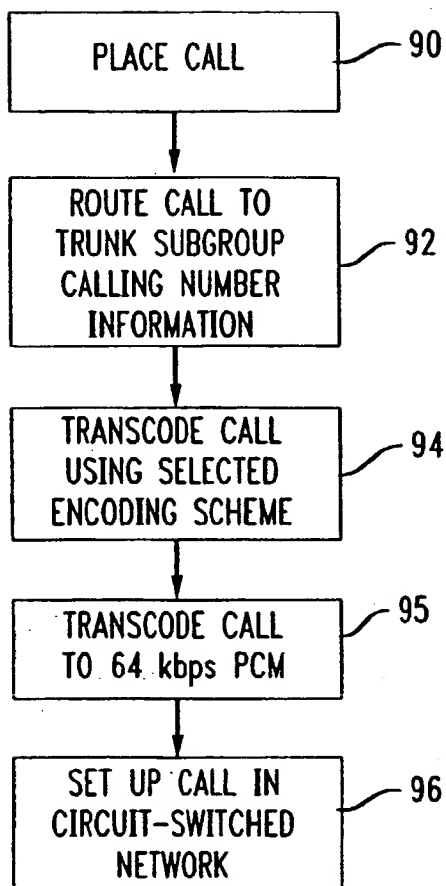 PLACE CALL
90
ROUTE CALL TO
TRUNK SUBGROUP
CALLING NUMBER
INFORMATION
92
TRANSCODE CALL
USING SELECTED
ENCODING SCHEME
94
TRANSCODE CALL
TO 64 kbps PCM
95
SET UP CALL IN
CIRCUIT-SWITCHED
NETWORK
96